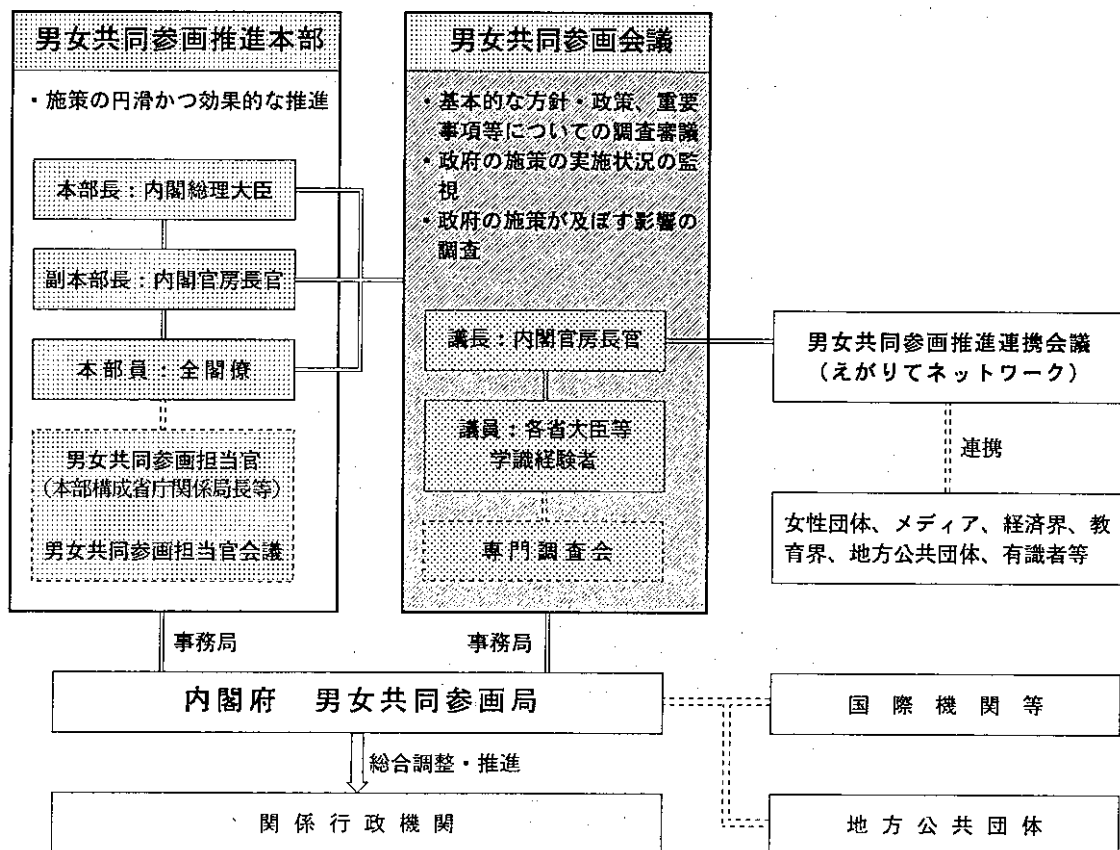 男女共同参画推進本部
・施策の円滑かつ効果的な推進
本部長：内閣総理大臣
副本部長：内閣官房長官
本部員：全閣僚
男女共同参画担当官
（本部構成省庁関係局長等）
男女共同参画担当官会議
男女共同参画会議
・基本的な方針・政策、重要
事項等についての調査審議
・政府の施策の実施状況の監
視
・政府の施策が及ぼす影響の
調査
議長：内閣官房長官
議員：各省大臣等
学識経験者
専門調査会
男女共同参画推進連携会議
（えがりてネットワーク）
連携
女性団体、メディア、経済界、教
育界、地方公共団体、有識者等
事務局
事務局
内閣府　男女共同参画局
総合調整・推進
関係行政機関
国際機関等
地方公共団体